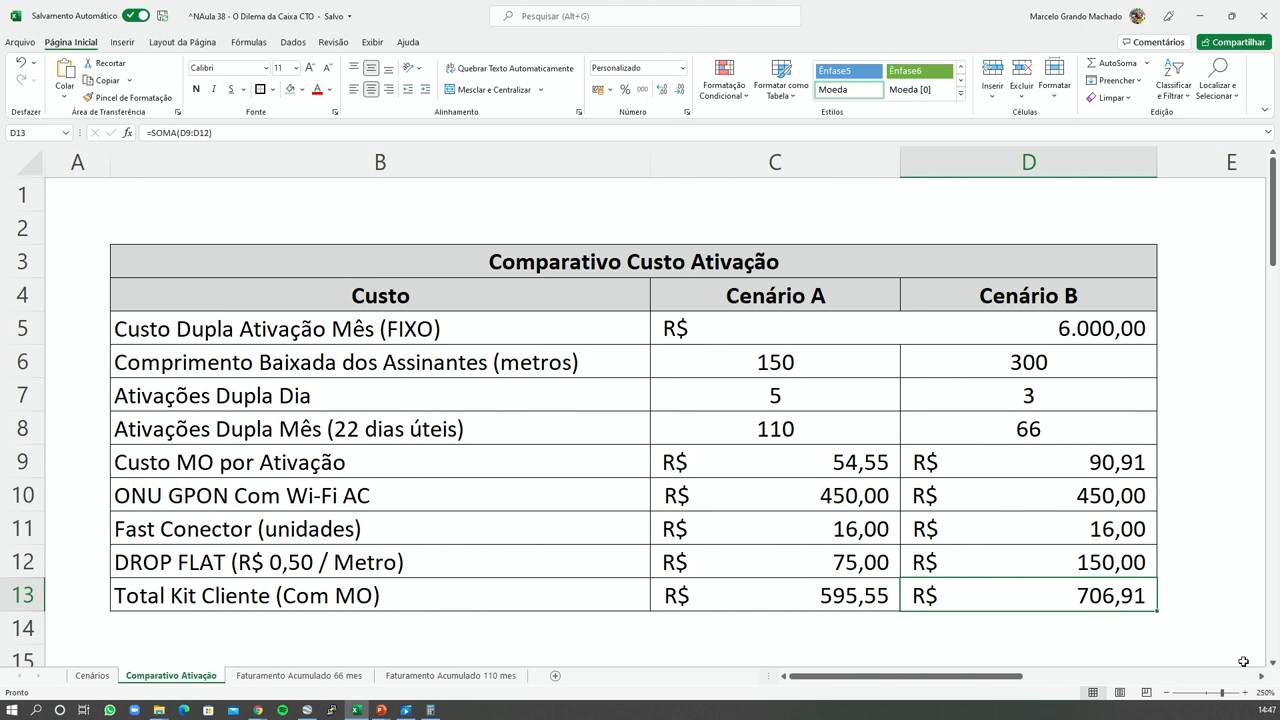 Salvamento Automático
^NAula 38 - O Dilema da Caixa CTO - Salvo
Pesquisar (Alt+G)
Marcelo Grando Machado
Arquivo Página Inicial Inserir Layout da Página Fórmulas Dados Revisão Exibir Ajuda
Comentários
Compartilhar
Colar
Recortar
Copiar
Pincel de Formatação
Calibri 11
N I S
Quebrar Texto Automaticamente
Mesclar e Centralizar
Personalizado
% 000
Formatação Condicional
Formatar como Tabela
Ênfase5 Ênfase6
Moeda Moeda [0]
Inserir Excluir Formatar
AutoSoma
Preencher
Limpar
Classificar e Filtrar
Localizar e Selecionar
Desfazer Área de Transferência Fonte Alinhamento Número Estilos Células Edição
D13 fx =SOMA(D9:D12)
A B C D E
1
2
3 Comparativo Custo Ativação
4 Custo Cenário A Cenário B
5 Custo Dupla Ativação Mês (FIXO) R$ 6.000,00
6 Comprimento Baixada dos Assinantes (metros) 150 300
7 Ativações Dupla Dia 5 3
8 Ativações Dupla Mês (22 dias úteis) 110 66
9 Custo MO por Ativação R$ 54,55 R$ 90,91
10 ONU GPON Com Wi-Fi AC R$ 450,00 R$ 450,00
11 Fast Conector (unidades) R$ 16,00 R$ 16,00
12 DROP FLAT (R$ 0,50 / Metro) R$ 75,00 R$ 150,00
13 Total Kit Cliente (Com MO) R$ 595,55 R$ 706,91
14
15
Cenários Comparativo Ativação Faturamento Acumulado 66 mes Faturamento Acumulado 110 mes
Pronto
250%
14:47